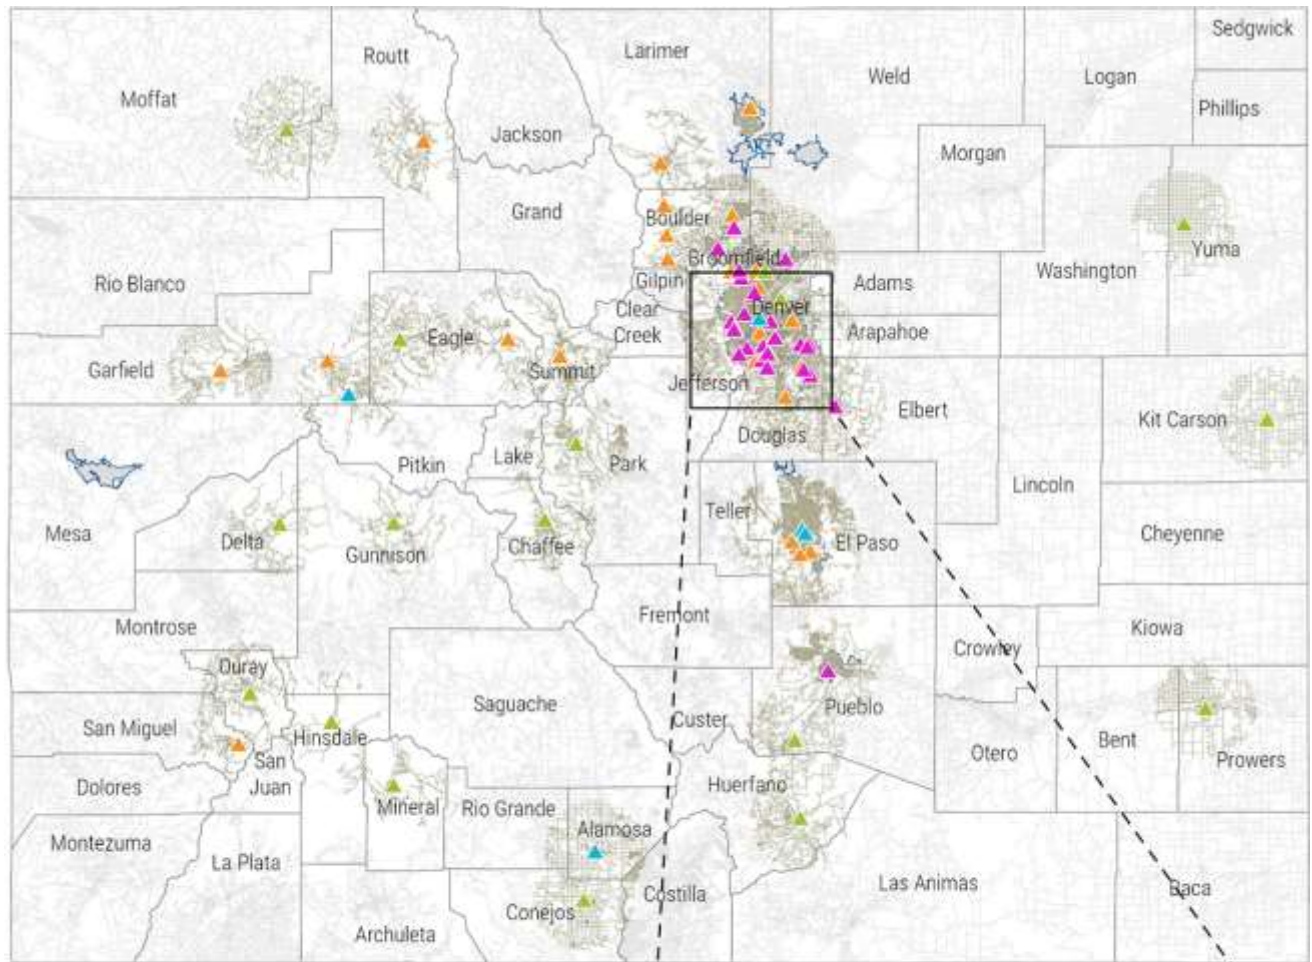 Sedgwick
Larimer
Routt
Weld
Logan
Moffat
Phillips
Jackson
Morgan
Grand
Boulder
Yuma
Broomfield
Washington
Gilpin
Rio Blanco
Adams
Clear
Creek
Denver
Eagle
Arapahoe
Garfield
Summit
Jefferson
Elbert
Kit Carson
Douglas
Lake
Park
Pitkin
Lincoln
Teller
Mesa
Delta
Gunnison
Chaffee
El Paso
Cheyenne
Fremont
Montrose
Kiowa
Crowley
Ouray
Saguache
Pueblo
San Miguel
Hinsdale
Custer
Otero
Bent
San
Juan
Prowers
Dolores
Huerfano
Mineral
Rio Grande
Alamosa
Montezuma
La Plata
Costilla
Las Animas
Baca
Conejos
Archuleta